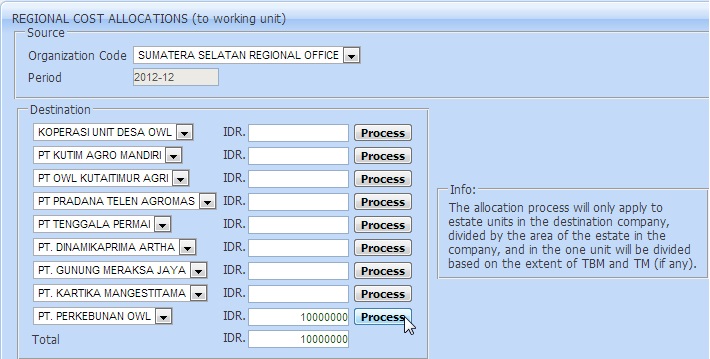 REGIONAL COST ALLOCATIONS (to working unit)
Source
Organization Code SUMATERA SELATAN REGIONAL OFFICE
Period 2012-12
Destination
KOPERASI UNIT DESA OWL IDR. Process
PT KUTIM AGRO MANDIRI IDR. Process
PT OWL KUTAITIMUR AGRI IDR. Process
PT PRADANA TELEN AGROMAS IDR. Process
PT TENGGALA PERMAI IDR. Process
PT. DINAMIKAPRIMA ARTHA IDR. Process
PT. GUNUNG MERAKSA JAYA IDR. Process
PT. KARTIKA MANGESTITAMA IDR. Process
PT. PERKEBUNAN OWL IDR. 10000000 Process
Total IDR. 10000000
Info:
The allocation process will only apply to
estate units in the destination company,
divided by the area of the estate in the
company, and in the one unit will be divided
based on the extent of TBM and TM (if any).